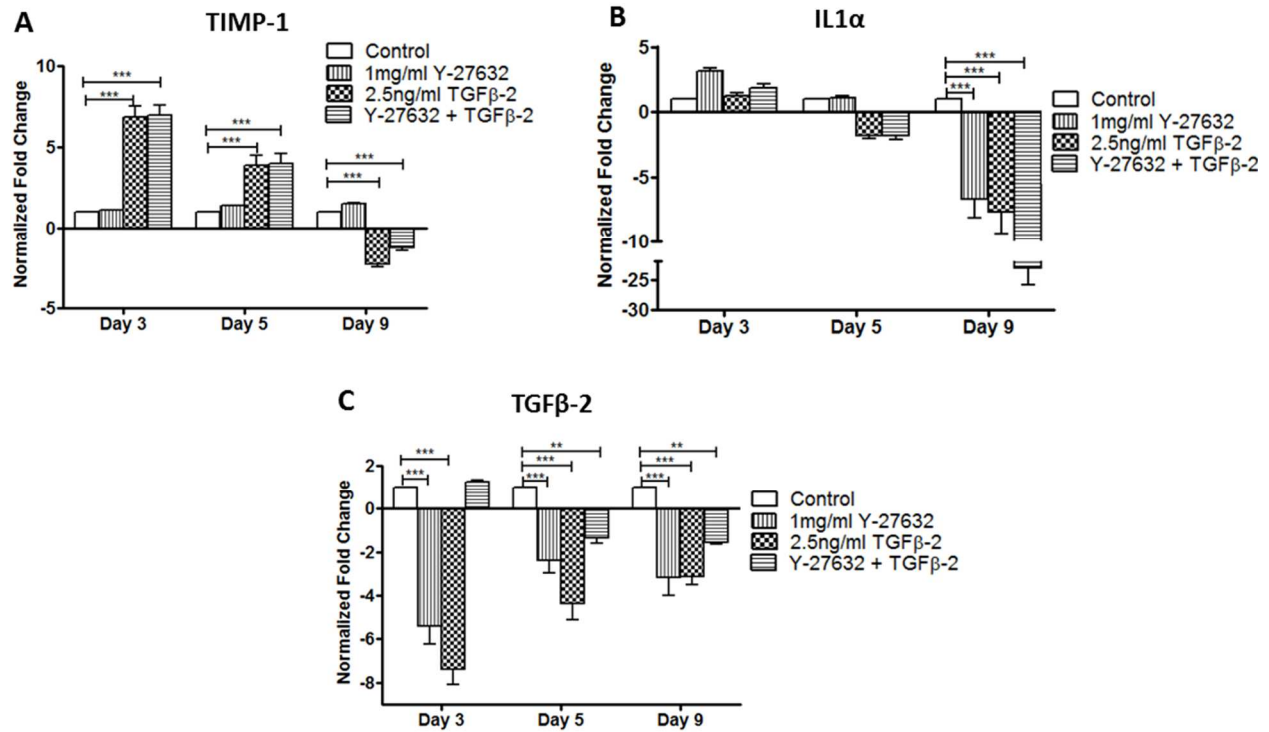 A
TIMP-1
Control
1mg/ml Y-27632
2.5ng/ml TGFβ-2
Y-27632 + TGFβ-2
Normalized Fold Change
10
5
0
-5
***
***
***
***
***
***
Day 3
Day 5
Day 9
B
IL1α
Control
1mg/ml Y-27632
2.5ng/ml TGFβ-2
Y-27632 + TGFβ-2
Normalized Fold Change
5
0
-5
-10
-25
-30
***
***
***
Day 3
Day 5
Day 9
C
TGFβ-2
Control
1mg/ml Y-27632
2.5ng/ml TGFβ-2
Y-27632 + TGFβ-2
Normalized Fold Change
2
0
-2
-4
-6
-8
***
***
**
***
***
**
***
***
Day 3
Day 5
Day 9